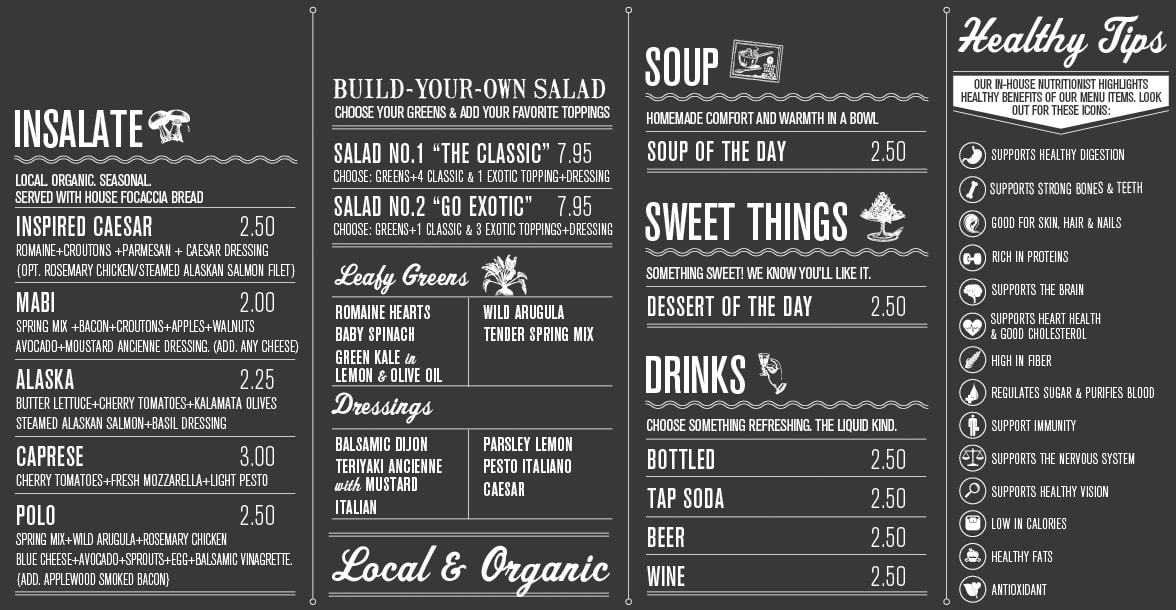 INSALATE
LOCAL. ORGANIC. SEASONAL.
SERVED WITH HOUSE FOCACCIA BREAD
INSPIRED CAESAR 2.50
ROMAINE+CROUTONS +PARMESAN + CAESAR DRESSING
{OPT. ROSEMARY CHICKEN/STEAMED ALASKAN SALMON FILET}
MABI 2.00
SPRING MIX +BACON+CROUTONS+APPLES+WALNUTS
AVOCADO+MOUSTARD ANCIENNE DRESSING. (ADD. ANY CHEESE)
ALASKA 2.25
BUTTER LETTUCE+CHERRY TOMATOES+KALAMATA OLIVES
STEAMED ALASKAN SALMON+BASIL DRESSING
CAPRESE 3.00
CHERRY TOMATOES+FRESH MOZZARELLA+LIGHT PESTO
POLO 2.50
SPRING MIX+WILD ARUGULA+ROSEMARY CHICKEN
BLUE CHEESE+AVOCADO+SPROUTS+EGG+BALSAMIC VINAGRETTE.
{ADD. APPLEWOOD SMOKED BACON}
BUILD-YOUR-OWN SALAD
CHOOSE YOUR GREENS & ADD YOUR FAVORITE TOPPINGS
SALAD NO.1 “THE CLASSIC” 7.95
CHOOSE: GREENS+4 CLASSIC & 1 EXOTIC TOPPING+DRESSING
SALAD NO.2 “GO EXOTIC” 7.95
CHOOSE: GREENS+1 CLASSIC & 3 EXOTIC TOPPINGS+DRESSING
Leafy Greens
ROMAINE HEARTS
BABY SPINACH
GREEN KALE in
LEMON & OLIVE OIL
WILD ARUGULA
TENDER SPRING MIX
Dressings
BALSAMIC DIJON
TERIYAKI ANCIENNE
with MUSTARD
ITALIAN
PARSLEY LEMON
PESTO ITALIANO
CAESAR
Local & Organic
SOUP
HOMEMADE COMFORT AND WARMTH IN A BOWL
SOUP OF THE DAY 2.50
SWEET THINGS
SOMETHING SWEET! WE KNOW YOU'LL LIKE IT.
DESSERT OF THE DAY 2.50
DRINKS
CHOOSE SOMETHING REFRESHING. THE LIQUID KIND.
BOTTLED 2.50
TAP SODA 2.50
BEER 2.50
WINE 2.50
Healthy Tips
OUR IN-HOUSE NUTRITIONIST HIGHLIGHTS
HEALTHY BENEFITS OF OUR MENU ITEMS. LOOK
OUT FOR THESE ICONS:
SUPPORTS HEALTHY DIGESTION
SUPPORTS STRONG BONES & TEETH
GOOD FOR SKIN, HAIR & NAILS
RICH IN PROTEINS
SUPPORTS THE BRAIN
SUPPORTS HEART HEALTH
& GOOD CHOLESTEROL
HIGH IN FIBER
REGULATES SUGAR & PURIFIES BLOOD
SUPPORT IMMUNITY
SUPPORTS THE NERVOUS SYSTEM
SUPPORTS HEALTHY VISION
LOW IN CALORIES
HEALTHY FATS
ANTIOXIDANT